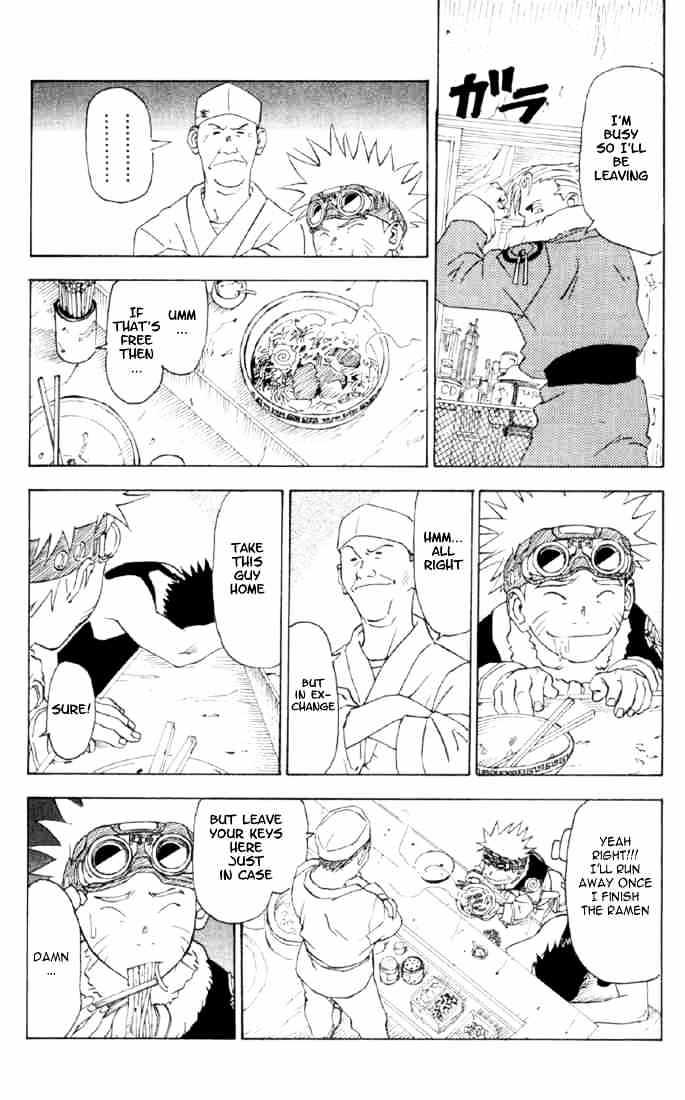 I'M
BUSY
SO I'LL
BE
LEAVING
ガラ
..........
UMM
...
IF
THAT'S
FREE
THEN
...
HMM...
ALL
RIGHT
BUT
IN EX-
CHANGE
TAKE
THIS
GUY
HOME
SURE!
YEAH
RIGHT!!!
I'LL RUN
AWAY ONCE
I FINISH
THE RAMEN
BUT LEAVE
YOUR KEYS
HERE
JUST
IN CASE
DAMN
...